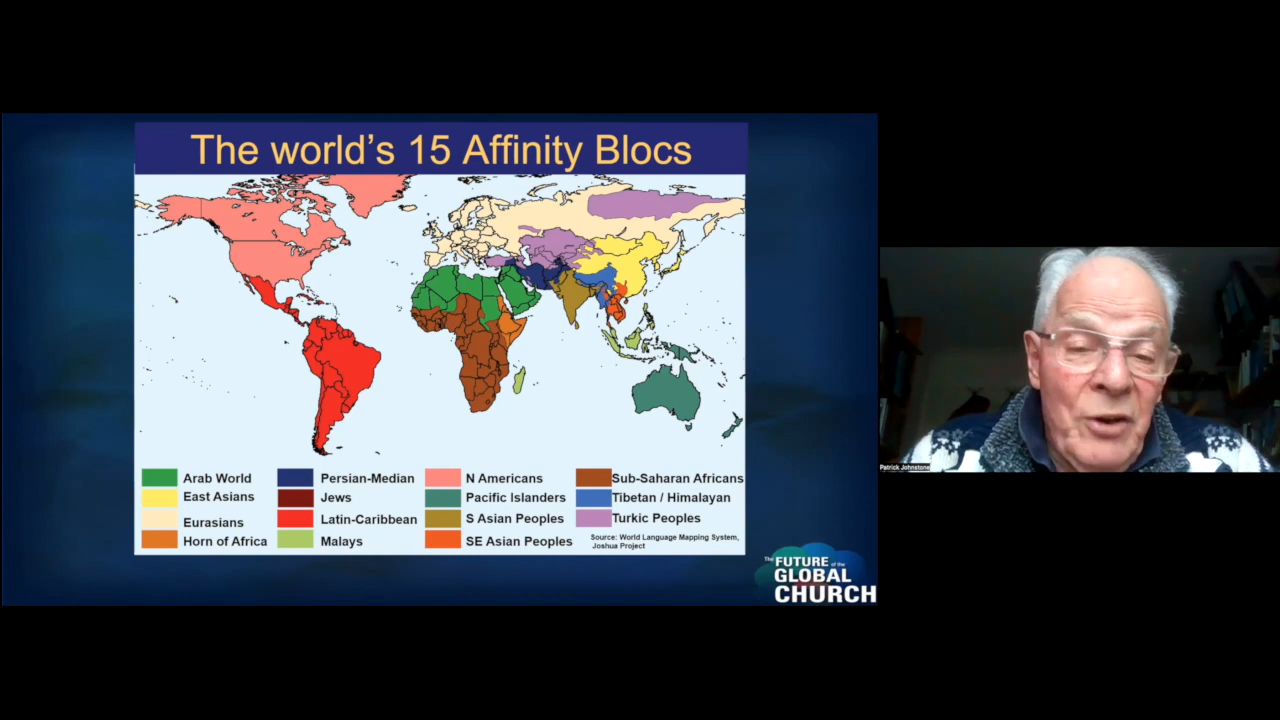 The world's 15 Affinity Blocs
Arab World
East Asians
Eurasians
Horn of Africa
Persian-Median
Jews
Latin-Caribbean
Malays
N Americans
Pacific Islanders
S Asian Peoples
SE Asian Peoples
Sub-Saharan Africans
Tibetan / Himalayan
Turkic Peoples
Source: World Language Mapping System,
Joshua Project
The FUTURE of the
GLOBAL
CHURCH
Patrick Johnstone